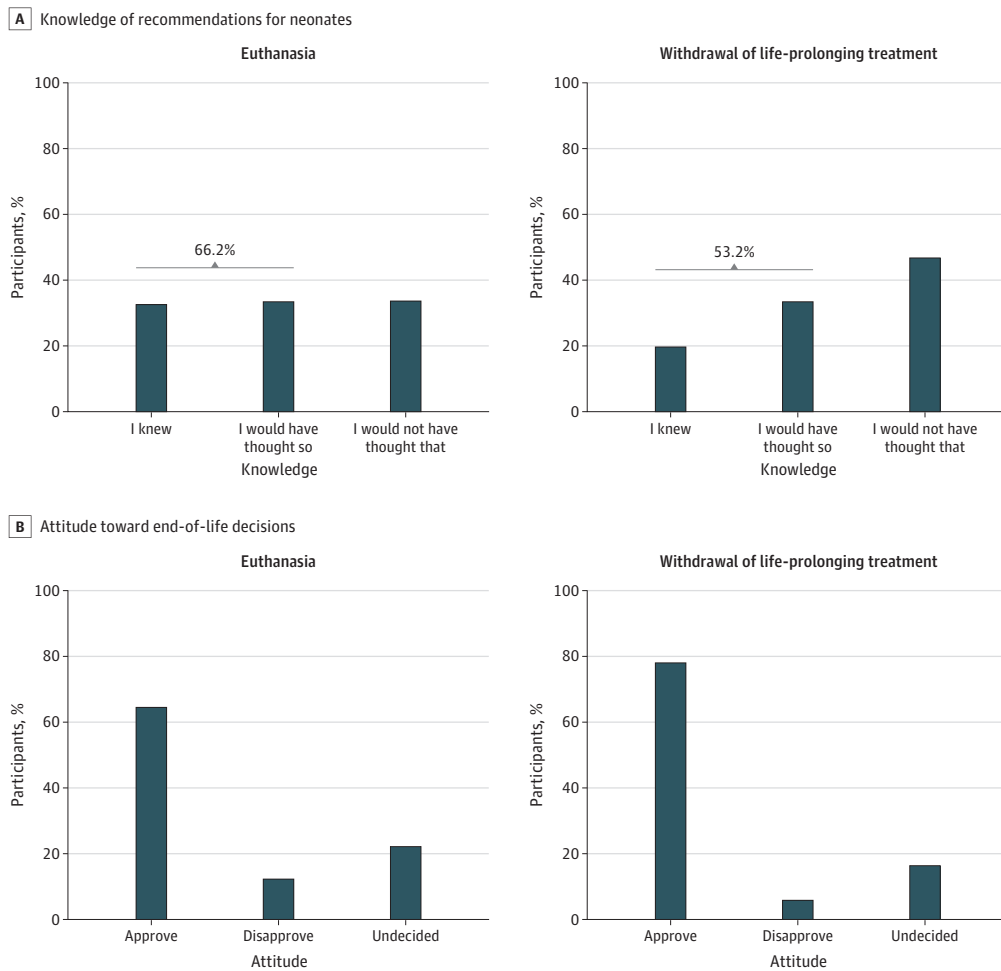 A Knowledge of recommendations for neonates
Euthanasia
100
80
60
40
20
0
Participants, %
66.2%
I knew
I would have
thought so
I would not have
thought that
Knowledge
Withdrawal of life-prolonging treatment
100
80
60
40
20
0
Participants, %
53.2%
I knew
I would have
thought so
I would not have
thought that
Knowledge
B Attitude toward end-of-life decisions
Euthanasia
100
80
60
40
20
0
Participants, %
Approve
Disapprove
Undecided
Attitude
Withdrawal of life-prolonging treatment
100
80
60
40
20
0
Participants, %
Approve
Disapprove
Undecided
Attitude